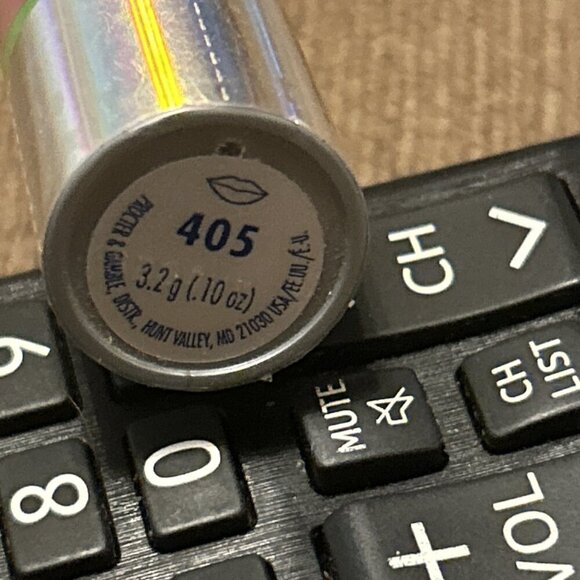 405
3.2 g (.10 oz)
PROCTER & GAMBLE, DISTR., HUNT VALLEY, MD 21030 USA/EE.UU./É.-U.
CH
9
MUTE
CH
LIST
8
0
+
VOL